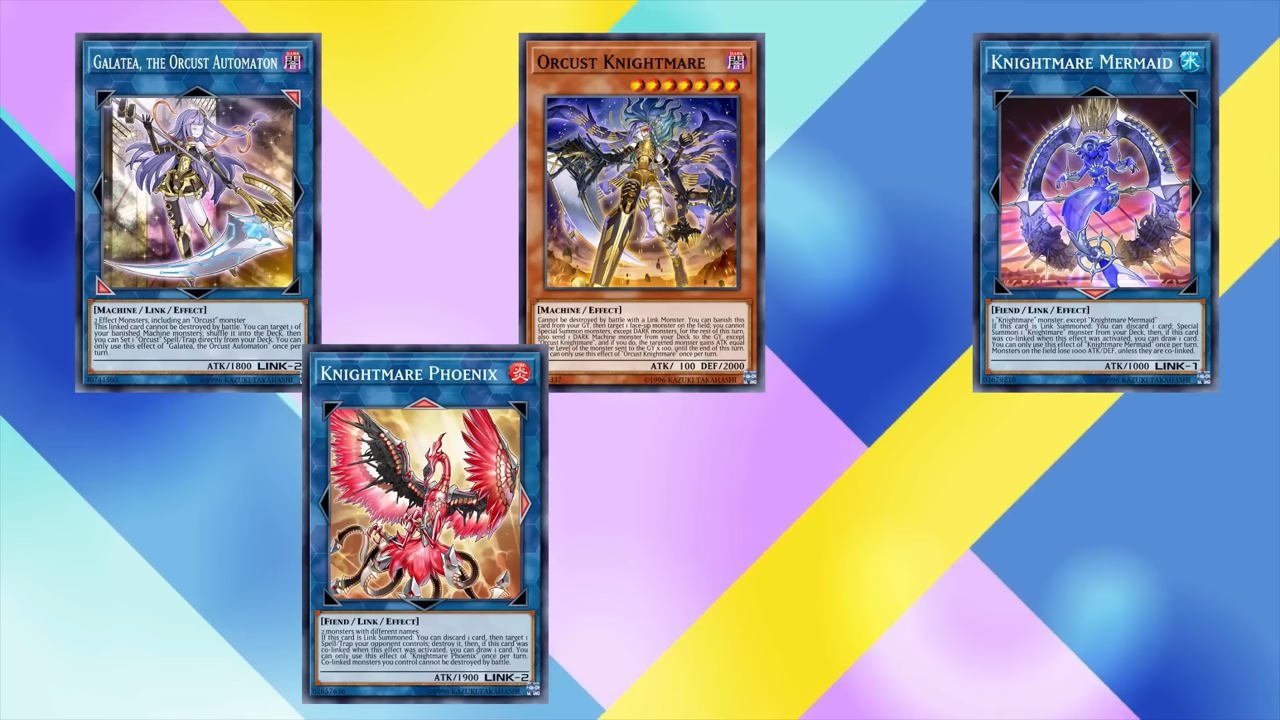 GALATEA, THE ORCUST AUTOMATON
DARK
闇
[MACHINE / LINK / EFFECT]
2 Effect Monsters, including an "Orcust" monster
This linked card cannot be destroyed by battle. You can target 1 of
your banished Machine monsters; shuffle it into the Deck, then
you can Set 1 "Orcust" Spell/Trap directly from your Deck. You can
only use this effect of "Galatea, the Orcust Automaton" once per
turn.
ATK/1800 LINK-2
©1996 KAZUKI TAKAHASHI
ORCUST KNIGHTMARE
DARK
闇
[MACHINE / EFFECT]
Cannot be destroyed by battle with a Link Monster. You can banish this
card from your GY, then target 1 face-up monster on the field; you cannot
Special Summon monsters, except DARK monsters, for the rest of this turn,
also send 1 DARK Machine monster from your Deck to the GY, except
"Orcust Knightmare", and if you do, the targeted monster gains ATK equal
the Level of the monster sent to the GY x 100, until the end of this turn.
can only use this effect of "Orcust Knightmare" once per turn.
ATK/ 100 DEF/2000
©1996 KAZUKI TAKAHASHI
KNIGHTMARE MERMAID
水
[FIEND / LINK / EFFECT]
1 "Knightmare" monster, except "Knightmare Mermaid"
If this card is Link Summoned: You can discard 1 card; Special
Summon 1 "Knightmare" monster from your Deck, then, if this card
was co-linked when this effect was activated, you can draw 1 card.
You can only use this effect of "Knightmare Mermaid" once per turn.
Monsters on the field lose 1000 ATK/DEF, unless they are co-linked.
ATK/1000 LINK-1
©1996 KAZUKI TAKAHASHI
KNIGHTMARE PHOENIX
炎
[FIEND / LINK / EFFECT]
2 monsters with different names
If this card is Link Summoned: You can discard 1 card, then target 1
Spell/Trap your opponent controls; destroy it, then, if this card was
co-linked when this effect was activated, you can draw 1 card. You
can only use this effect of "Knightmare Phoenix" once per turn.
Co-linked monsters you control cannot be destroyed by battle.
ATK/1900 LINK-2
©1996 KAZUKI TAKAHASHI